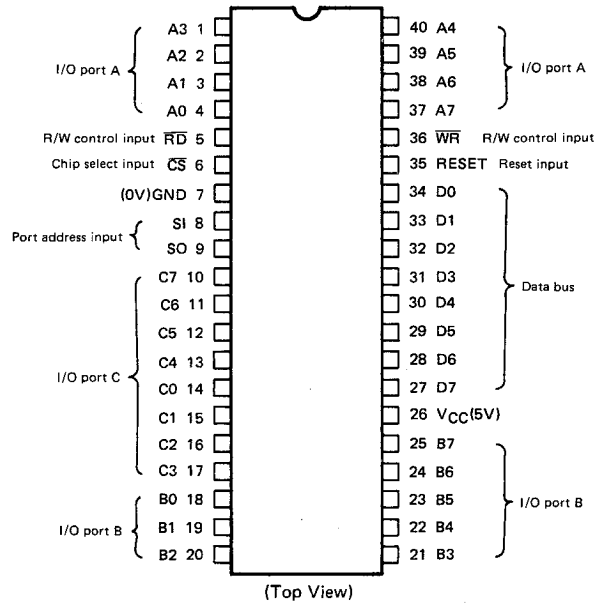 A3 1
A2 2
I/O port A
A1 3
A0 4
R/W control input RD 5
Chip select input CS 6
(0V)GND 7
SI 8
Port address input
SO 9
C7 10
C6 11
C5 12
C4 13
I/O port C
C0 14
C1 15
C2 16
C3 17
B0 18
I/O port B
B1 19
B2 20
40 A4
39 A5
I/O port A
38 A6
37 A7
36 WR R/W control input
35 RESET Reset input
34 D0
33 D1
32 D2
31 D3
Data bus
30 D4
29 D5
28 D6
27 D7
26 VCC(5V)
25 B7
24 B6
23 B5
I/O port B
22 B4
21 B3
(Top View)